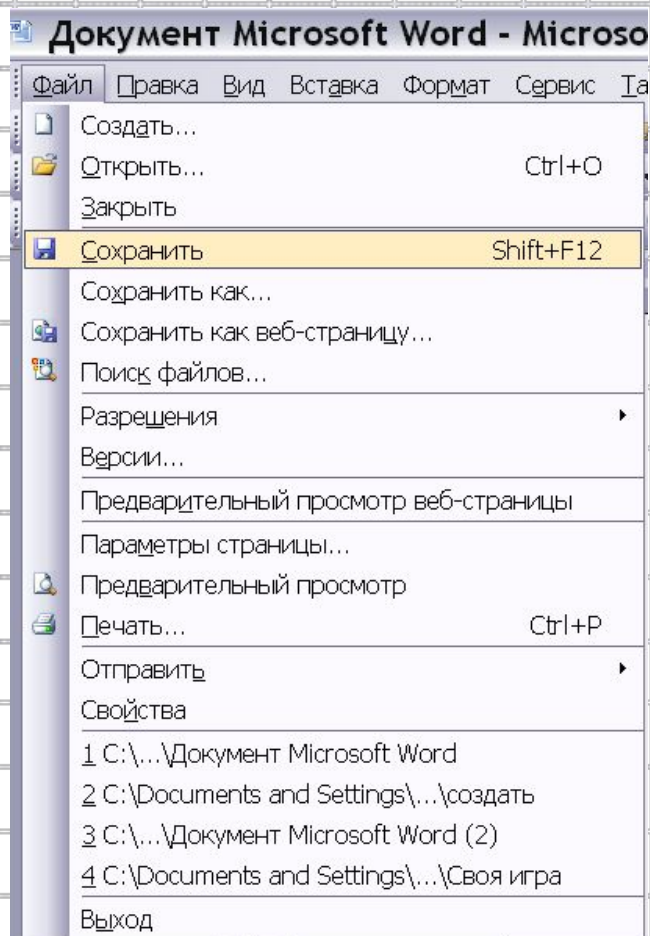 Документ Microsoft Word - Microso
Файл Правка Вид Вставка Формат Сервис Та
Создать...
Открыть... Ctrl+O
Закрыть
Сохранить Shift+F12
Сохранить как...
Сохранить как веб-страницу...
Поиск файлов...
Разрешения
Версии...
Предварительный просмотр веб-страницы
Параметры страницы...
Предварительный просмотр
Печать... Ctrl+P
Отправить
Свойства
1 C:\...\Документ Microsoft Word
2 C:\Documents and Settings\...\создать
3 C:\...\Документ Microsoft Word (2)
4 C:\Documents and Settings\...\Своя игра
Выход